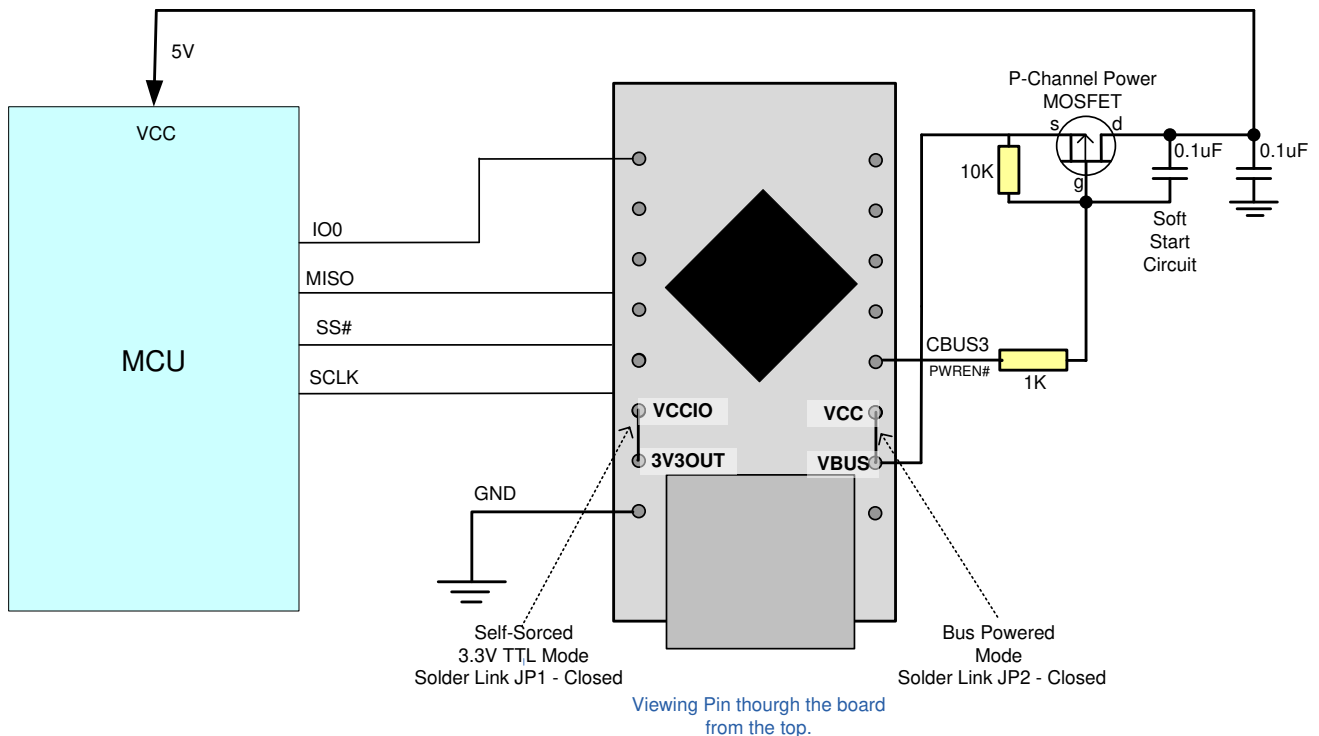 5V
P-Channel Power
MOSFET
VCC
s
d
0.1uF
0.1uF
10K
g
Soft
Start
Circuit
IO0
MISO
SS#
SCLK
MCU
CBUS3
PWREN#
1K
VCCIO
VCC
3V3OUT
VBUS
GND
Self-Sorced
3.3V TTL Mode
Solder Link JP1 - Closed
Bus Powered
Mode
Solder Link JP2 - Closed
Viewing Pin thourgh the board
from the top.